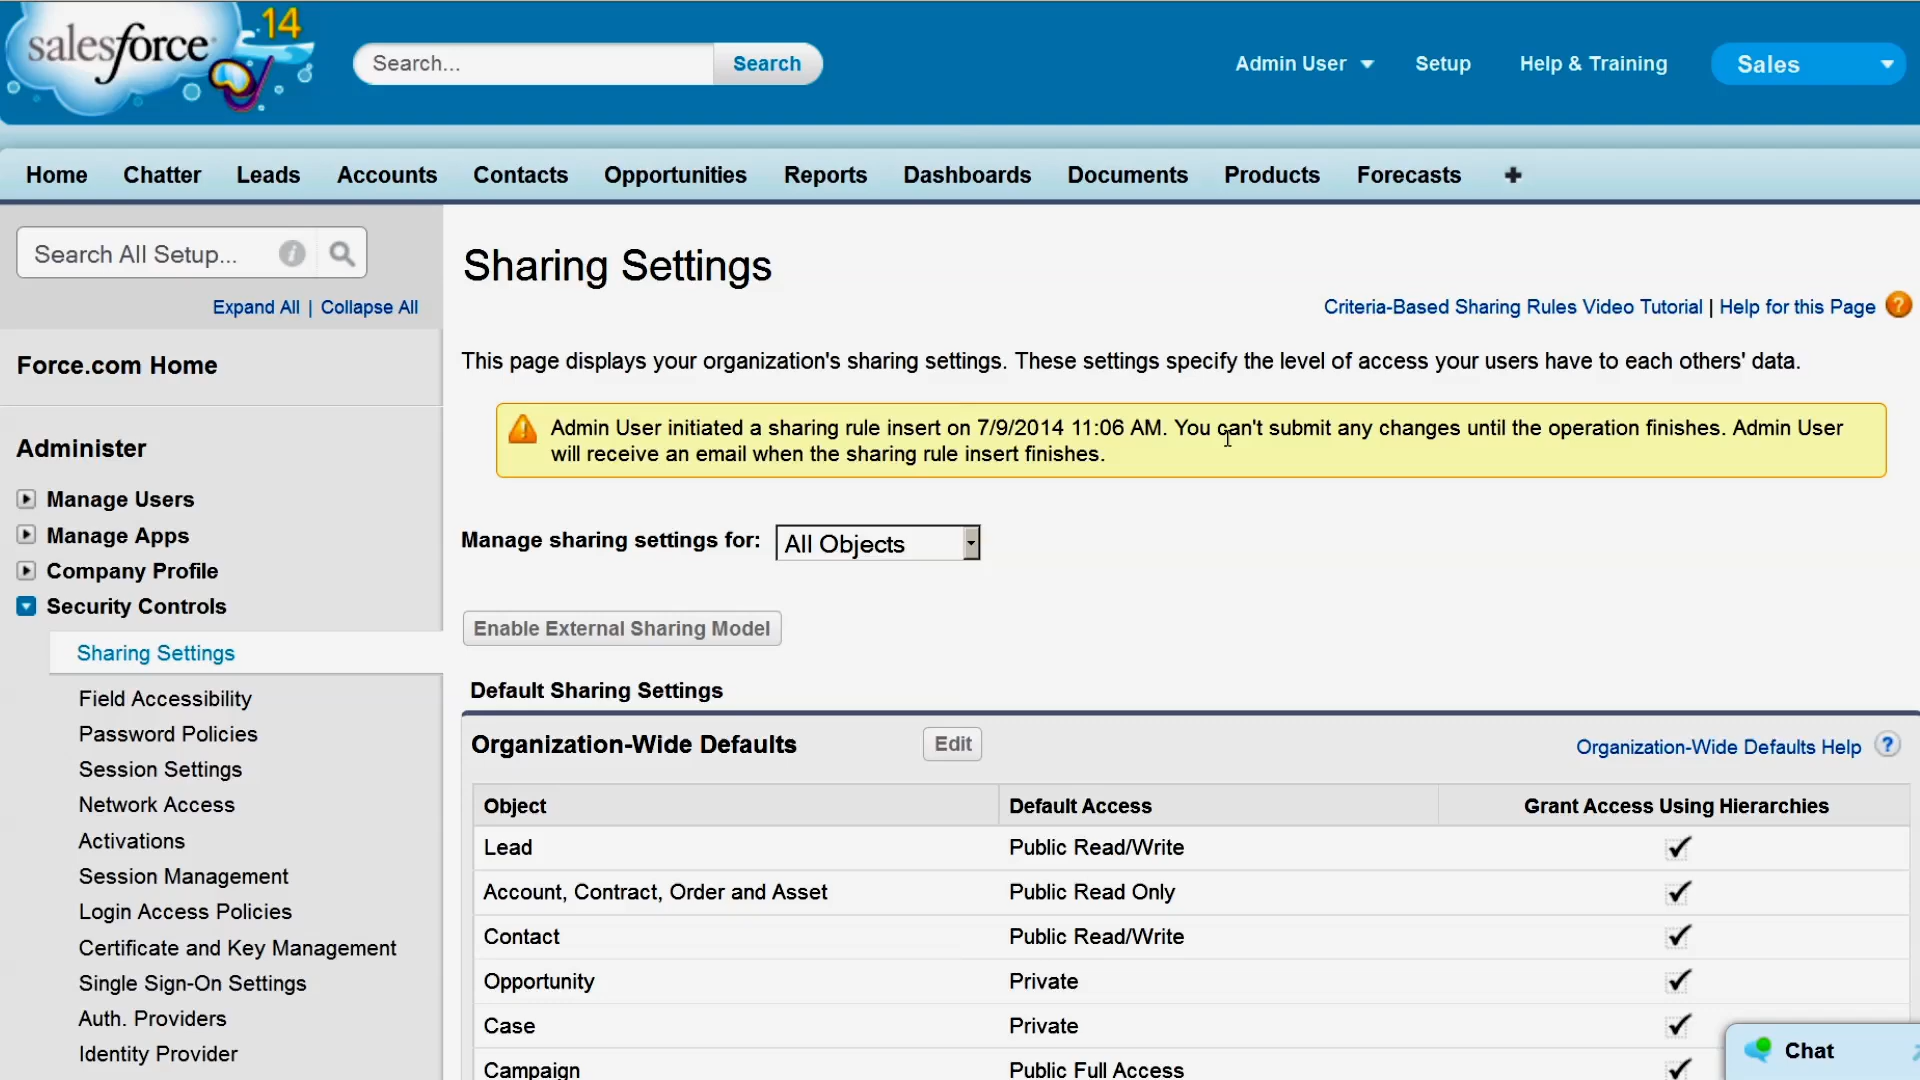 salesforce 14
Search...
Search
Admin User
Setup
Help & Training
Sales
Home
Chatter
Leads
Accounts
Contacts
Opportunities
Reports
Dashboards
Documents
Products
Forecasts
+
Search All Setup...
Expand All | Collapse All
Force.com Home
Administer
Manage Users
Manage Apps
Company Profile
Security Controls
Sharing Settings
Field Accessibility
Password Policies
Session Settings
Network Access
Activations
Session Management
Login Access Policies
Certificate and Key Management
Single Sign-On Settings
Auth. Providers
Identity Provider
Sharing Settings
Criteria-Based Sharing Rules Video Tutorial | Help for this Page ?
This page displays your organization's sharing settings. These settings specify the level of access your users have to each others' data.
Admin User initiated a sharing rule insert on 7/9/2014 11:06 AM. You can't submit any changes until the operation finishes. Admin User
will receive an email when the sharing rule insert finishes.
Manage sharing settings for: All Objects
Enable External Sharing Model
Default Sharing Settings
Organization-Wide Defaults
Edit
Organization-Wide Defaults Help ?
Object Default Access Grant Access Using Hierarchies
Lead Public Read/Write
Account, Contract, Order and Asset Public Read Only
Contact Public Read/Write
Opportunity Private
Case Private
Campaign Public Full Access
Chat